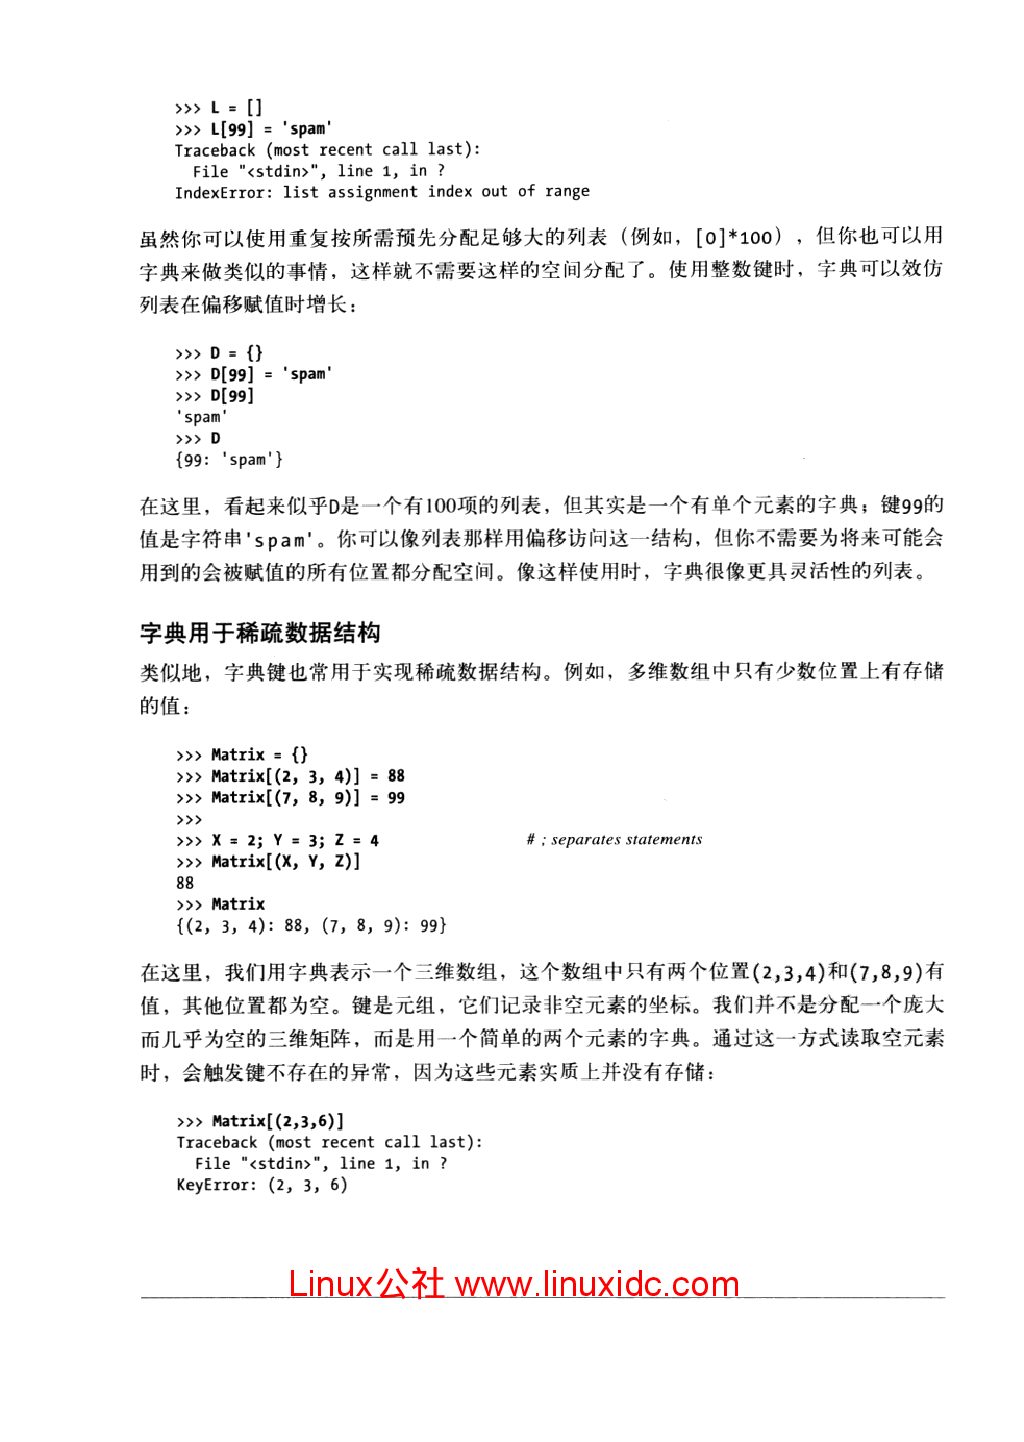 >>> L = []
>>> L[99] = 'spam'
Traceback (most recent call last):
  File "<stdin>", line 1, in ?
IndexError: list assignment index out of range
虽然你可以使用重复按所需预先分配足够大的列表（例如，[0]*100），但你也可以用
字典来做类似的事情，这样就不需要这样的空间分配了。使用整数键时，字典可以效仿
列表在偏移赋值时增长：
>>> D = {}
>>> D[99] = 'spam'
>>> D[99]
'spam'
>>> D
{99: 'spam'}
在这里，看起来似乎D是一个有100项的列表，但其实是一个有单个元素的字典；键99的
值是字符串'spam'。你可以像列表那样用偏移访问这一结构，但你不需要为将来可能会
用到的会被赋值的所有位置都分配空间。像这样使用时，字典很像更具灵活性的列表。
字典用于稀疏数据结构
类似地，字典键也常用于实现稀疏数据结构。例如，多维数组中只有少数位置上有存储
的值：
>>> Matrix = {}
>>> Matrix[(2, 3, 4)] = 88
>>> Matrix[(7, 8, 9)] = 99
>>>
>>> X = 2; Y = 3; Z = 4 # ; separates statements
>>> Matrix[(X, Y, Z)]
88
>>> Matrix
{(2, 3, 4): 88, (7, 8, 9): 99}
在这里，我们用字典表示一个三维数组，这个数组中只有两个位置(2,3,4)和(7,8,9)有
值，其他位置都为空。键是元组，它们记录非空元素的坐标。我们并不是分配一个庞大
而几乎为空的三维矩阵，而是用一个简单的两个元素的字典。通过这一方式读取空元素
时，会触发键不存在的异常，因为这些元素实质上并没有存储：
>>> Matrix[(2,3,6)]
Traceback (most recent call last):
  File "<stdin>", line 1, in ?
KeyError: (2, 3, 6)
Linux公社 www.linuxidc.com